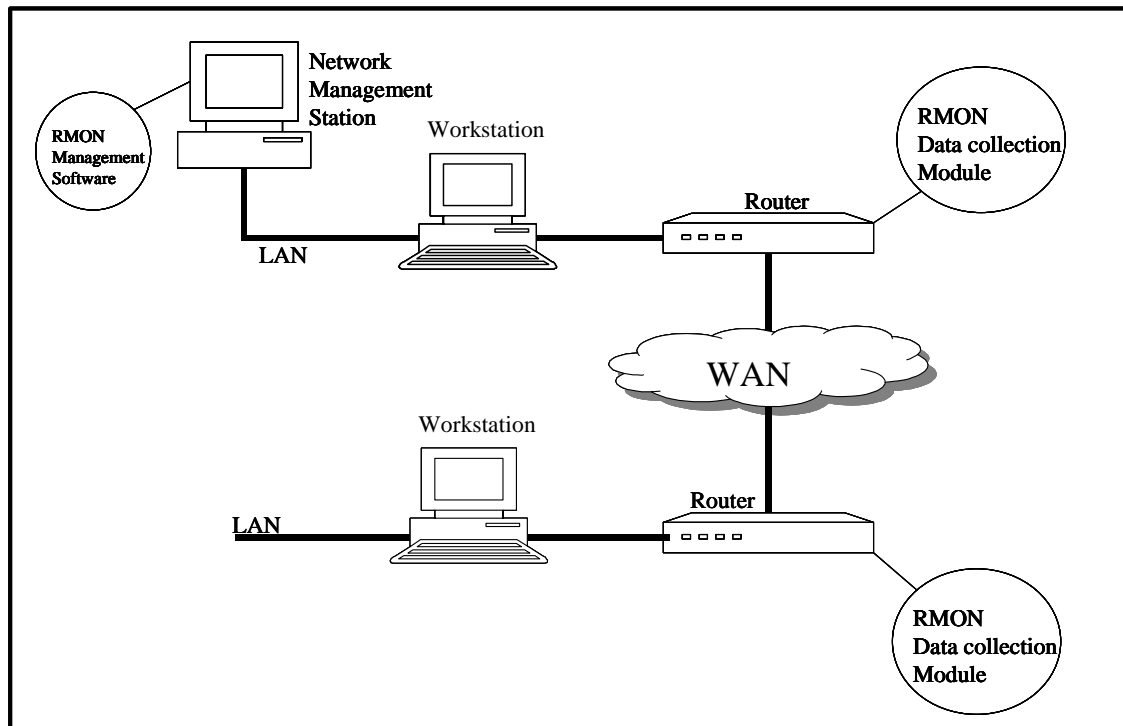 Network
Management
Station
RMON
Management
Software
Workstation
RMON
Data collection
Module
Router
LAN
WAN
Workstation
Router
LAN
RMON
Data collection
Module